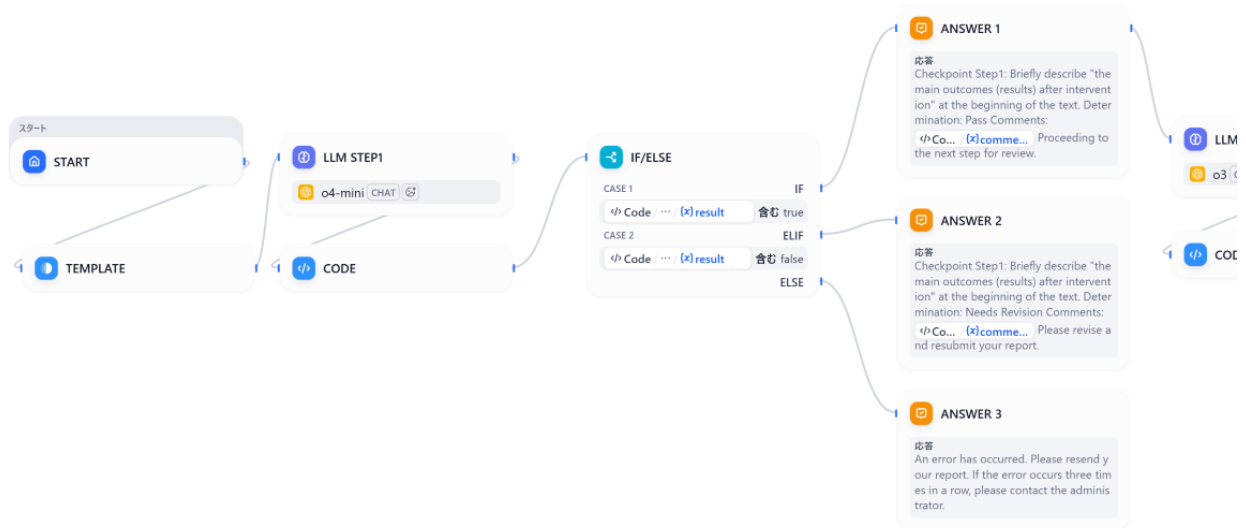 スタート
START
TEMPLATE
LLM STEP1
o4-mini CHAT
CODE
IF/ELSE
CASE 1 IF
Code / ··· / {x} result 含む true
CASE 2 ELIF
Code / ··· / {x} result 含む false
ELSE
ANSWER 1
応答
Checkpoint Step1: Briefly describe "the
main outcomes (results) after intervent
ion" at the beginning of the text. Deter
mination: Pass Comments:
Co... / {x} comme... Proceeding to
the next step for review.
ANSWER 2
応答
Checkpoint Step1: Briefly describe "the
main outcomes (results) after intervent
ion" at the beginning of the text. Deter
mination: Needs Revision Comments:
Co... / {x} comme... Please revise a
nd resubmit your report.
ANSWER 3
応答
An error has occurred. Please resend y
our report. If the error occurs three tim
es in a row, please contact the adminis
trator.
LLM
o3